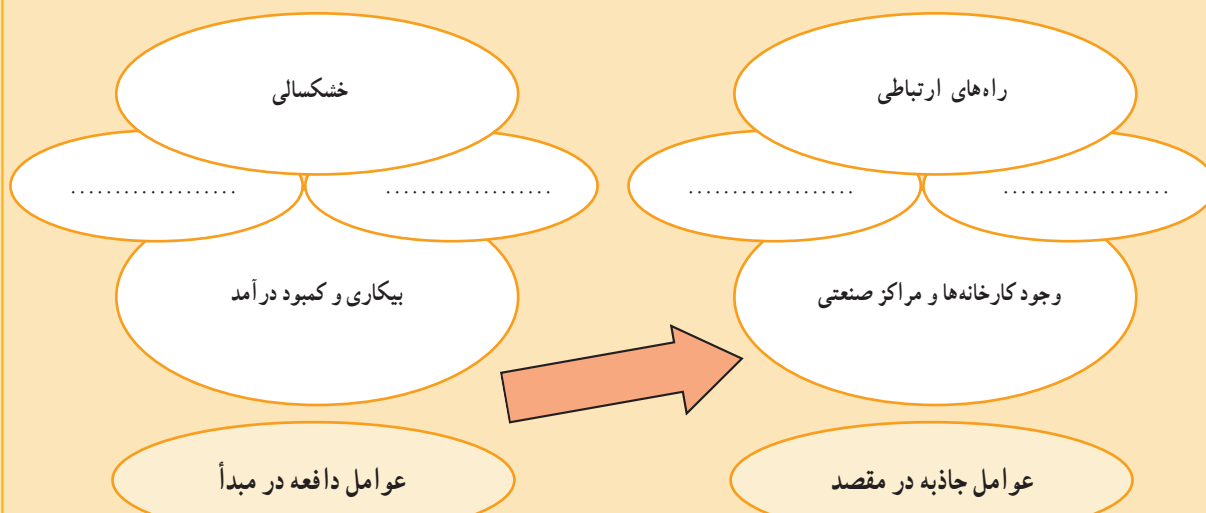 راه‌های ارتباطی
خشکسالی
...................
...................
...................
...................
وجود کارخانه‌ها و مراکز صنعتی
بیکاری و کمبود درآمد
عوامل جاذبه در مقصد
عوامل دافعه در مبدأ